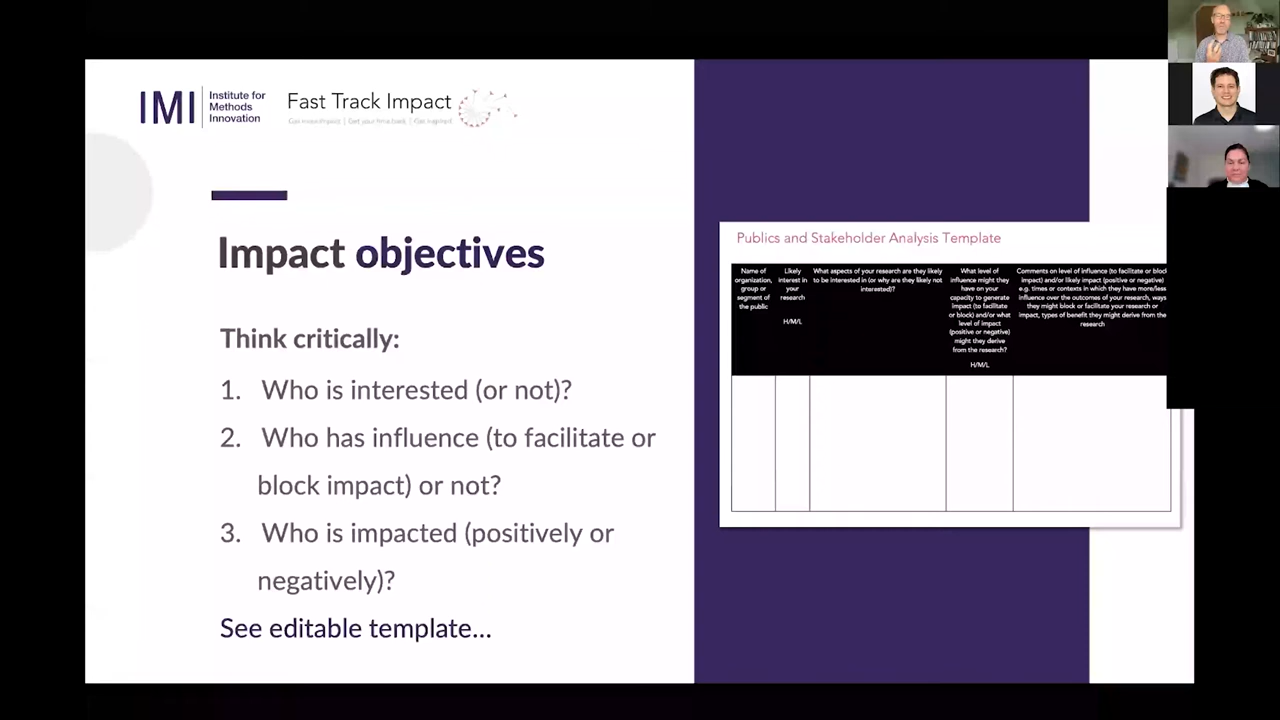 IMI
Institute for
Methods
Innovation
Fast Track Impact
Impact objectives
Think critically:
1. Who is interested (or not)?
2. Who has influence (to facilitate or
block impact) or not?
3. Who is impacted (positively or
negatively)?
See editable template...
Publics and Stakeholder Analysis Template
Name of
organization,
group or
segment of
the public
Likely
interest in
your
research
H/M/L
What aspects of your research are they likely
to be interested in (or why are they likely not
interested)?
What level of
influence might they
have on your
capacity to generate
impact (to facilitate
or block) and/or what
level of impact
(positive or negative)
might they derive
from the research?
H/M/L
Comments on level of influence (to facilitate or block
impact) and/or likely impact (positive or negative)
e.g. times or contexts in which they have more/less
influence over the outcomes of your research, ways
they might block or facilitate your research or
impact, types of benefit they might derive from the
research